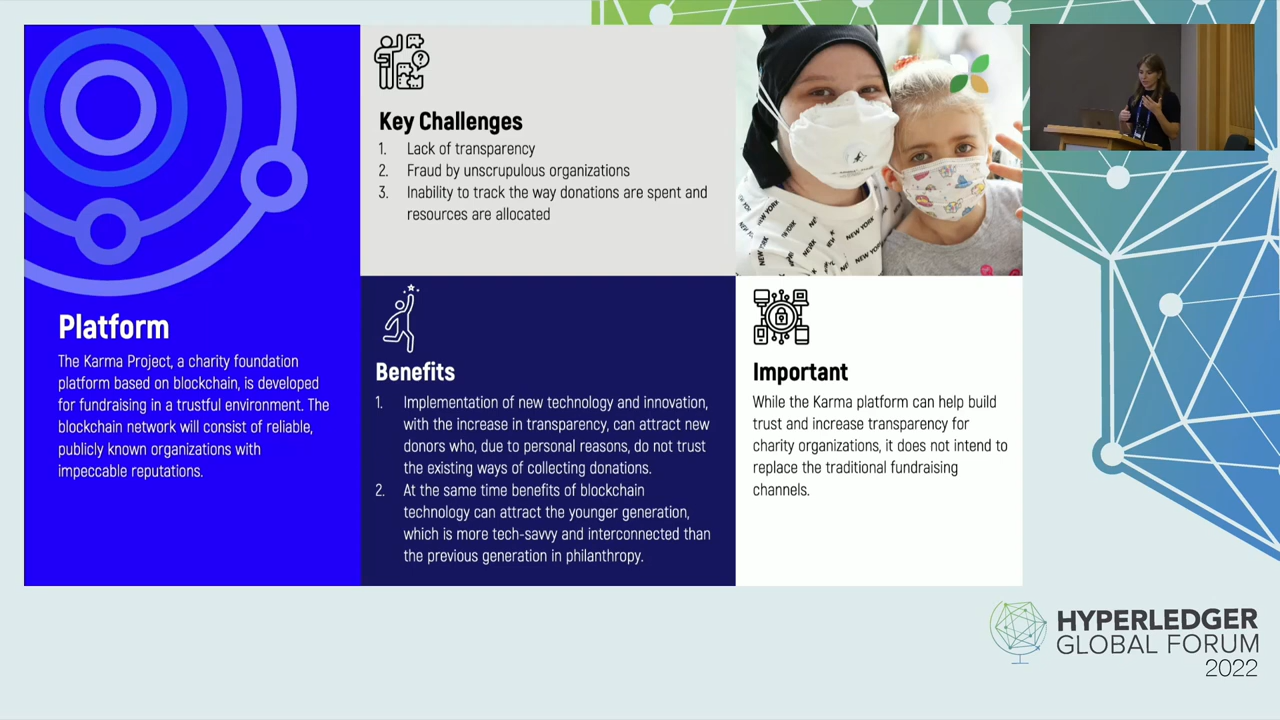 Platform
The Karma Project, a charity foundation
platform based on blockchain, is developed
for fundraising in a trustful environment. The
blockchain network will consist of reliable,
publicly known organizations with
impeccable reputations.
Key Challenges
1. Lack of transparency
2. Fraud by unscrupulous organizations
3. Inability to track the way donations are spent and
resources are allocated
Benefits
1. Implementation of new technology and innovation,
with the increase in transparency, can attract new
donors who, due to personal reasons, do not trust
the existing ways of collecting donations.
2. At the same time benefits of blockchain
technology can attract the younger generation,
which is more tech-savvy and interconnected than
the previous generation in philanthropy.
NEW YORK
NEW YORK
NEW YORK
Important
While the Karma platform can help build
trust and increase transparency for
charity organizations, it does not intend to
replace the traditional fundraising
channels.
HYPERLEDGER
GLOBAL FORUM
2022